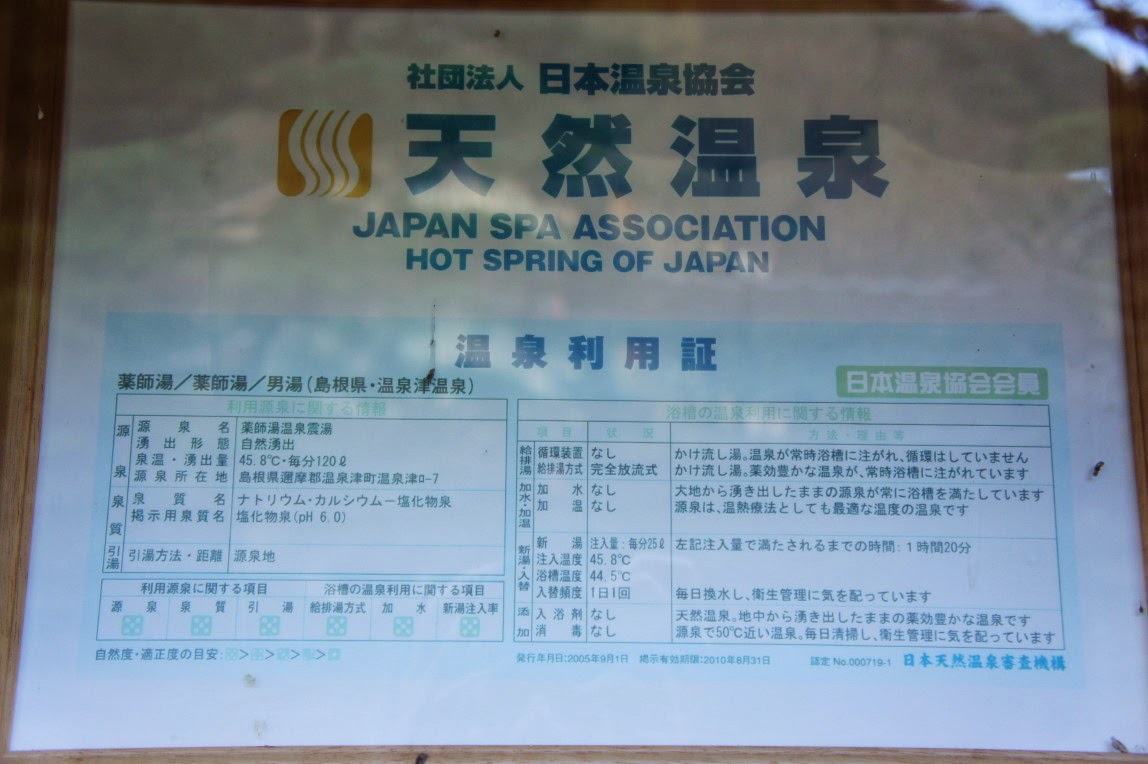 社団法人 日本温泉協会
天然温泉
JAPAN SPA ASSOCIATION
HOT SPRING OF JAPAN
温泉利用証
薬師湯／薬師湯／男湯（島根県・温泉津温泉）
日本温泉協会会員
利用源泉に関する情報
源泉 源泉名 薬師湯温泉震湯
湧出形態 自然湧出
泉温・湧出量 45.8℃・毎分120ℓ
源泉所在地 島根県邇摩郡温泉津町温泉津ﾛ-7
泉質 泉質名 ナトリウム・カルシウム－塩化物泉
掲示用泉質名 塩化物泉(pH 6.0)
引湯 引湯方法・距離 源泉地
利用源泉に関する項目 浴槽の温泉利用に関する項目
源泉 泉質 引湯 給排湯方式 加水 新湯注入率
自然度・適正度の目安: > > > >
浴槽の温泉利用に関する情報
項目 状況 方法・理由等
給排湯 循環装置 なし かけ流し湯。温泉が常時浴槽に注がれ、循環はしていません
給排湯方式 完全放流式 かけ流し湯。薬効豊かな温泉が、常時浴槽に注がれています
加水・加温 加水 なし 大地から湧き出したままの源泉が常に浴槽を満たしています
加温 なし 源泉は、温熱療法としても最適な温度の温泉です
新湯・入替 新湯 注入量：毎分25ℓ 左記注入量で満たされるまでの時間：1時間20分
注入温度 45.8℃
浴槽温度 44.5℃
入替頻度 1日1回 毎日換水し、衛生管理に気を配っています
添加 入浴剤 なし 天然温泉。地中から湧き出したままの薬効豊かな温泉です
消毒 なし 源泉で50℃近い温泉。毎日清掃し、衛生管理に気を配っています
発行年月日：2005年9月1日 掲示有効期限：2010年8月31日 認定 No.000719-1 日本天然温泉審査機構